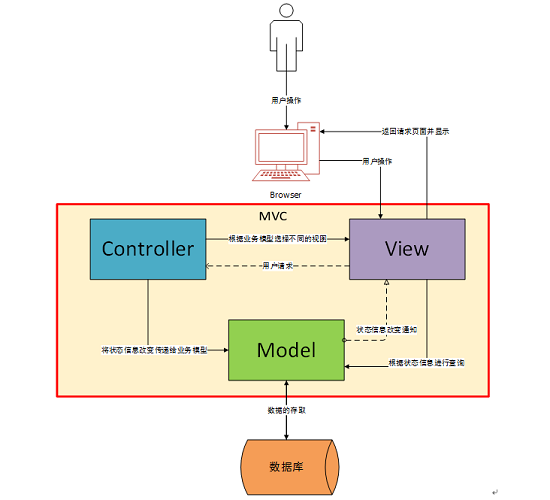 用户操作
返回请求页面并显示
用户操作
Browser
MVC
Controller
根据业务模型选择不同的视图
View
用户请求
状态信息改变通知
将状态信息改变传递给业务模型
Model
根据状态信息进行查询
数据的存取
数据库